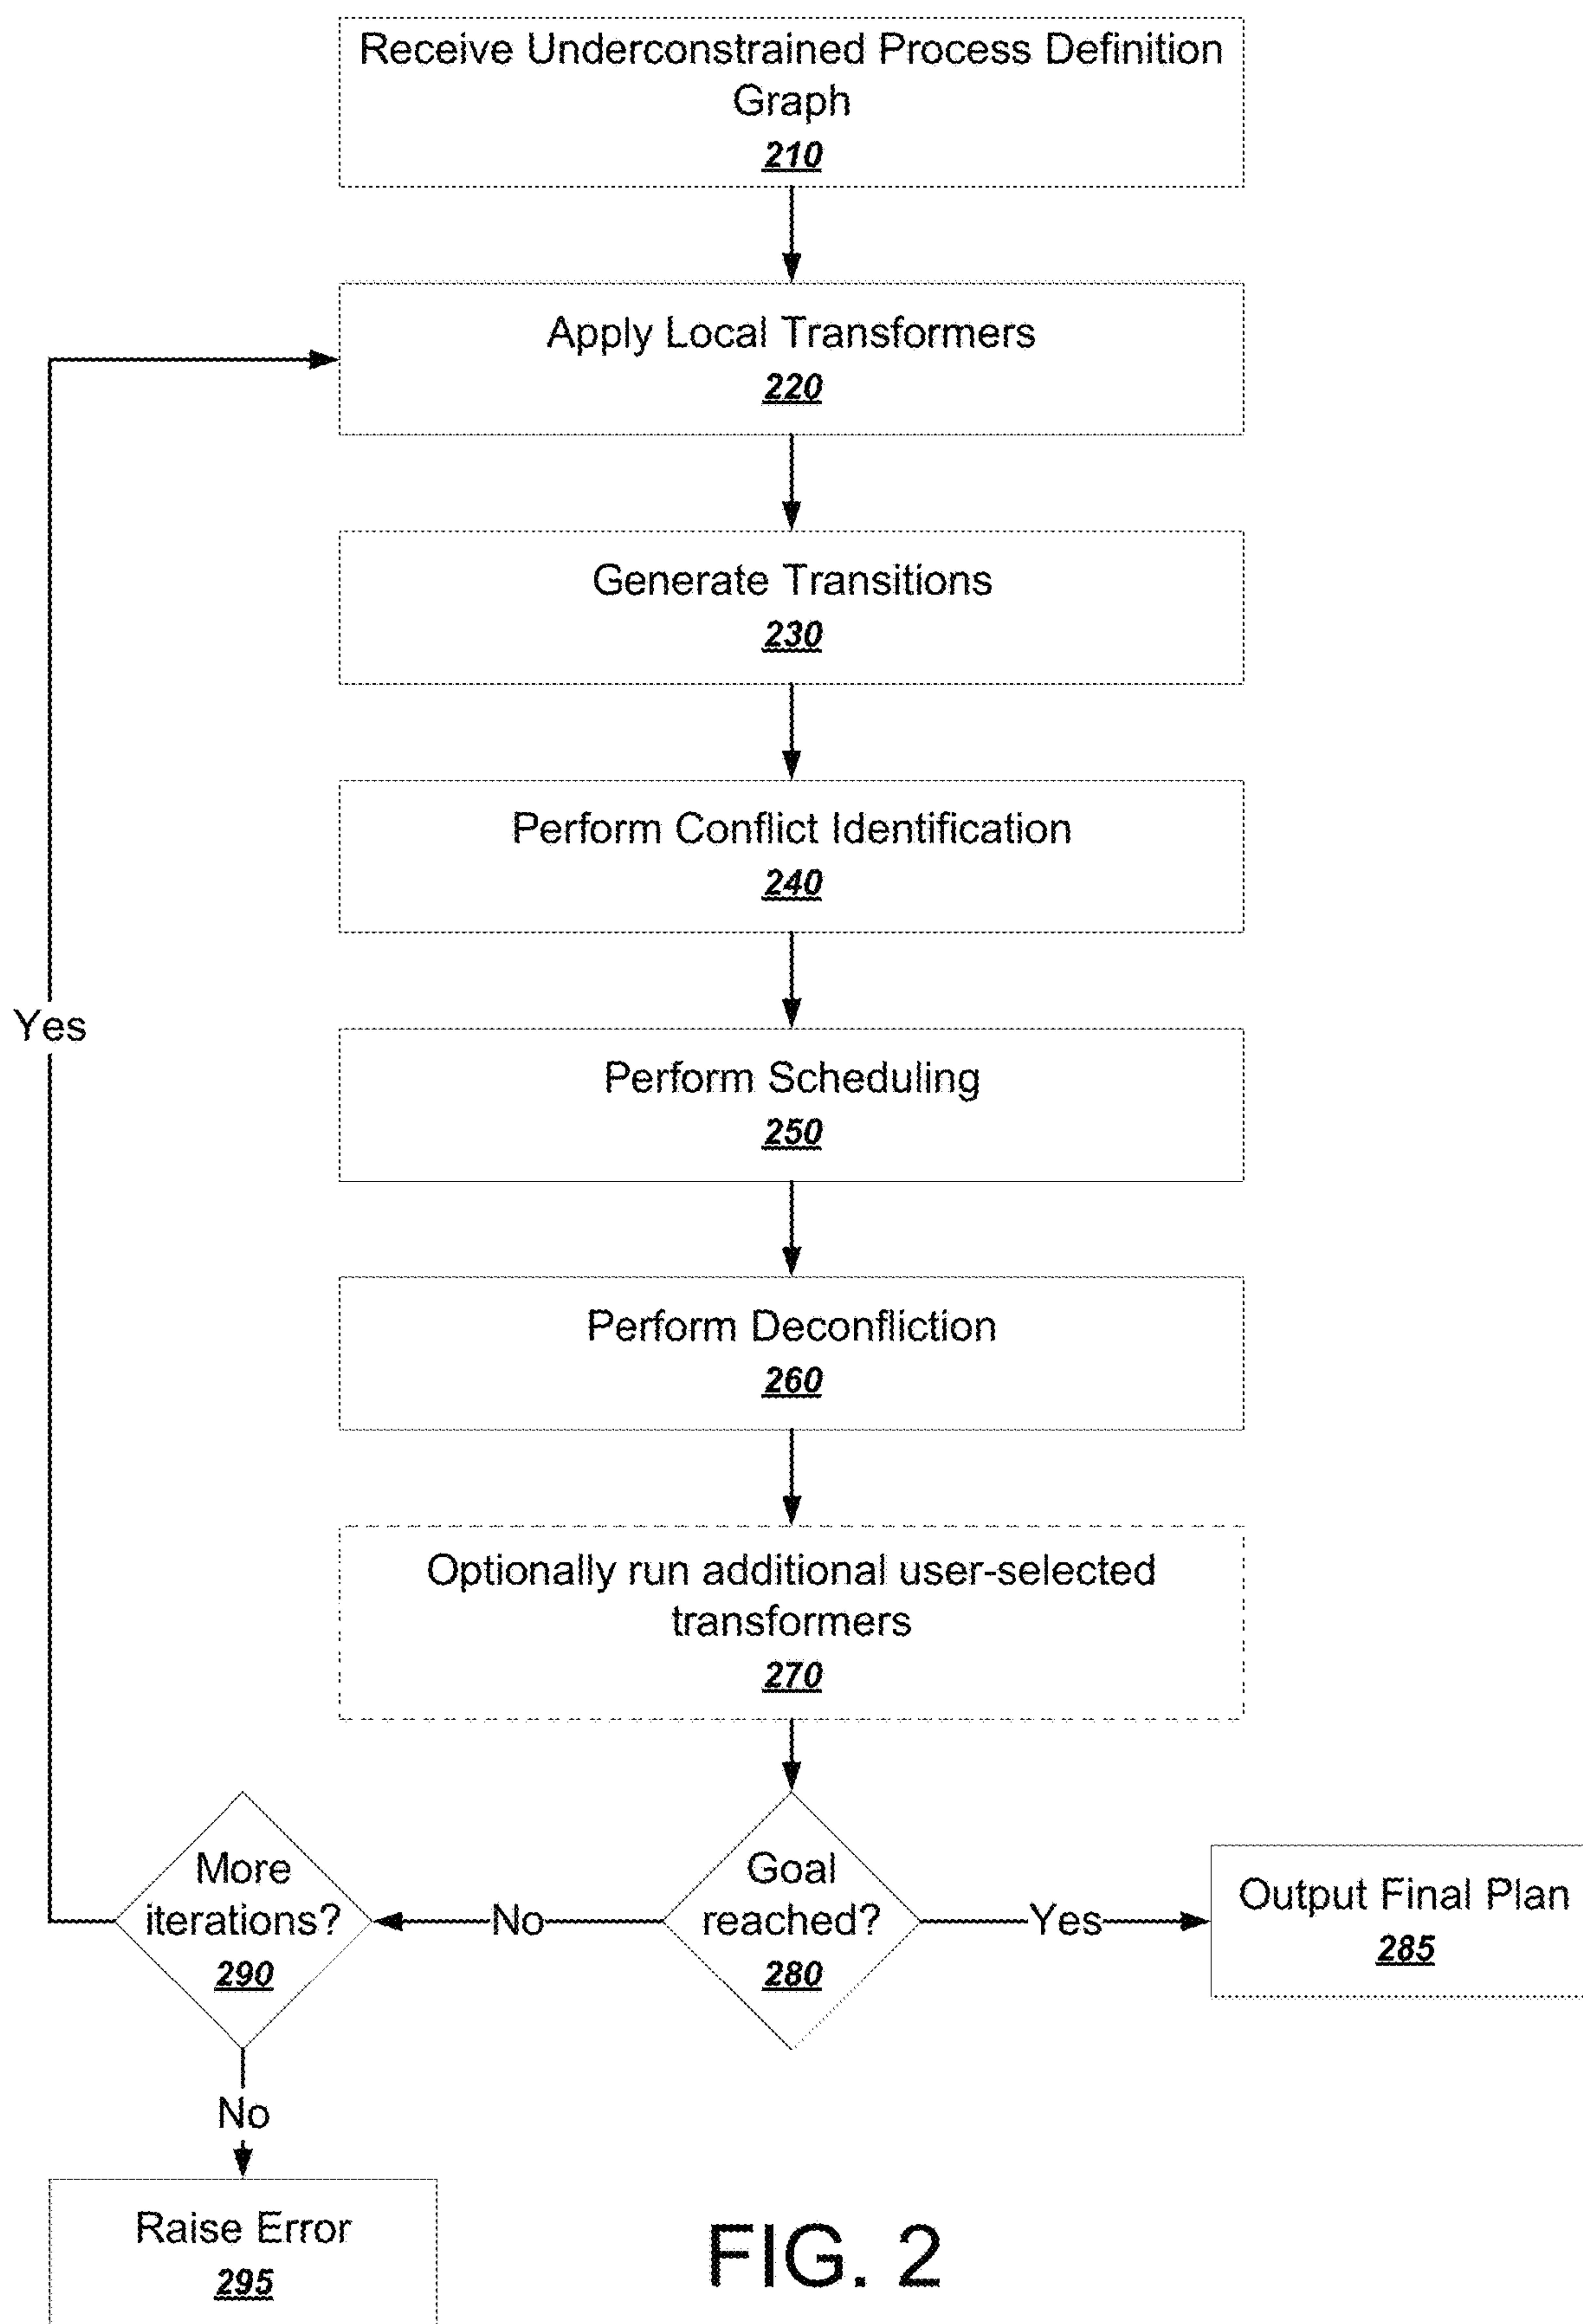 Receive Underconstrained Process Definition
Graph
210
Apply Local Transformers
220
Generate Transitions
230
Perform Conflict Identification
240
Yes
Perform Scheduling
250
Perform Deconfliction
260
Optionally run additional user-selected
transformers
270
More
iterations?
290
No
Goal
reached?
280
Yes
Output Final Plan
285
No
Raise Error
295
FIG. 2